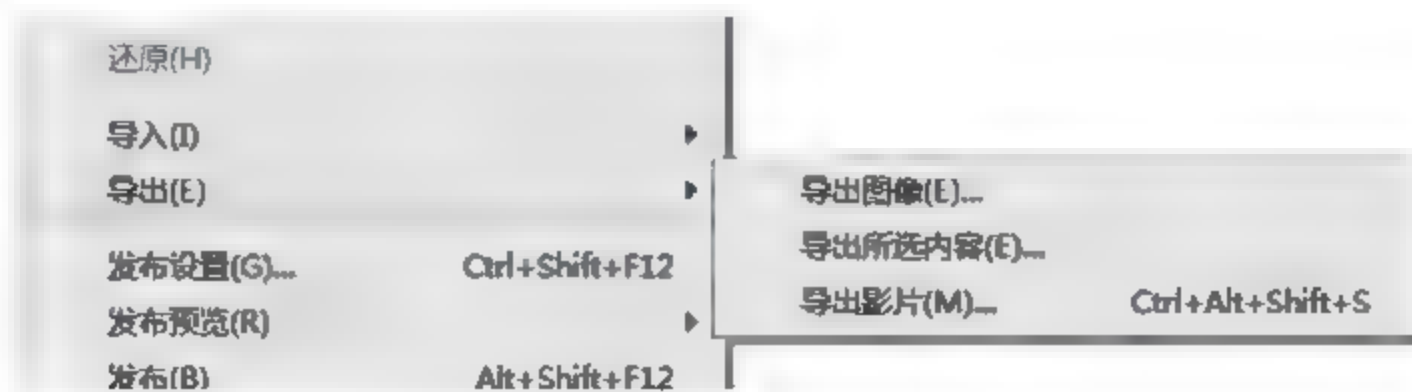 还原(H)
导入(I)
导出(E)
发布设置(G)... Ctrl+Shift+F12
发布预览(R)
发布(B) Alt+Shift+F12
导出图像(E)...
导出所选内容(E)...
导出影片(M)... Ctrl+Alt+Shift+S